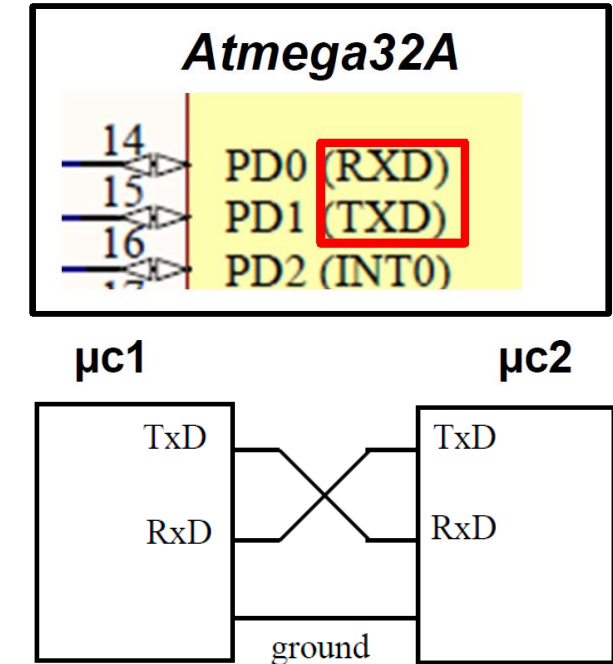 Atmega32A
14
PD0 (RXD)
15
PD1 (TXD)
16
PD2 (INT0)
µc1 µc2
TxD TxD
RxD RxD
ground